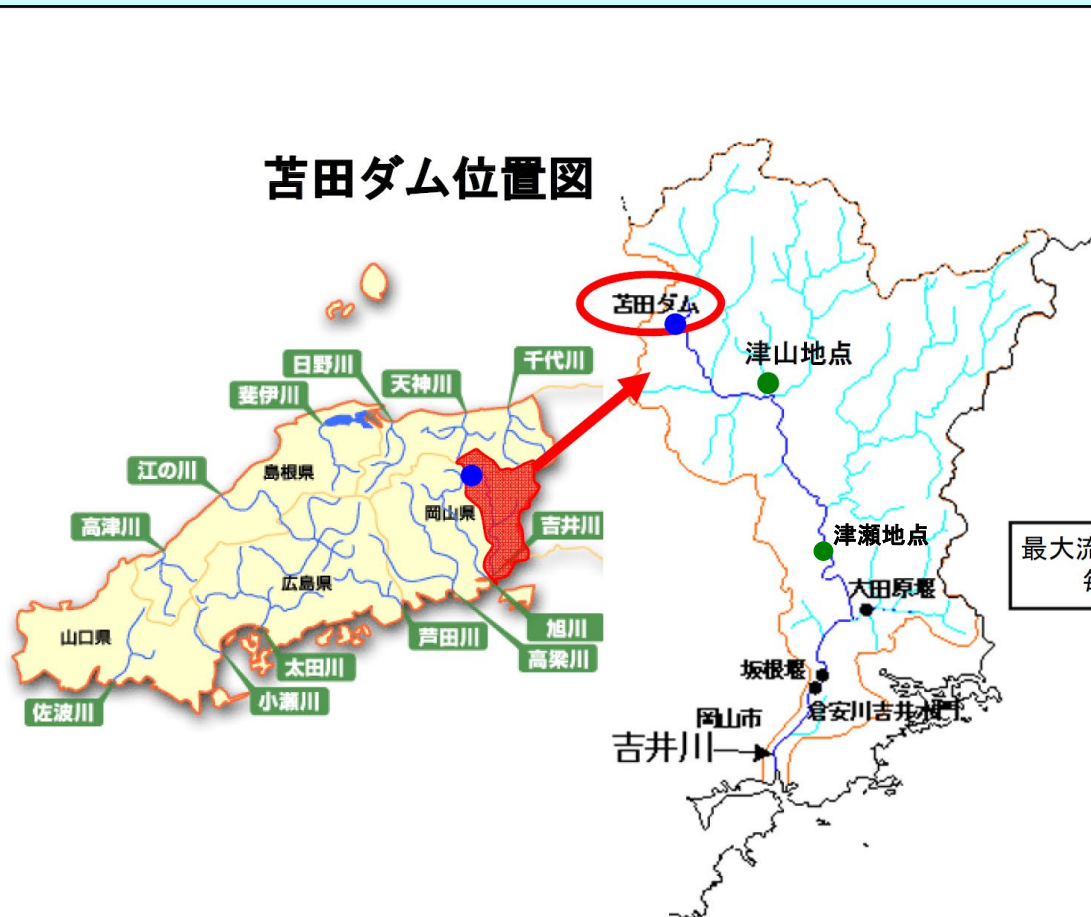 苫田ダム位置図
苫田ダム
津山地点
千代川
日野川
天神川
斐伊川
島根県
江の川
岡山県
高津川
吉井川
津瀬地点
最大流
大田原堰
広島県
山口県
芦田川
旭川
高梁川
太田川
坂根堰
小瀬川
佐波川
岡山市
倉安川吉井水門
吉井川